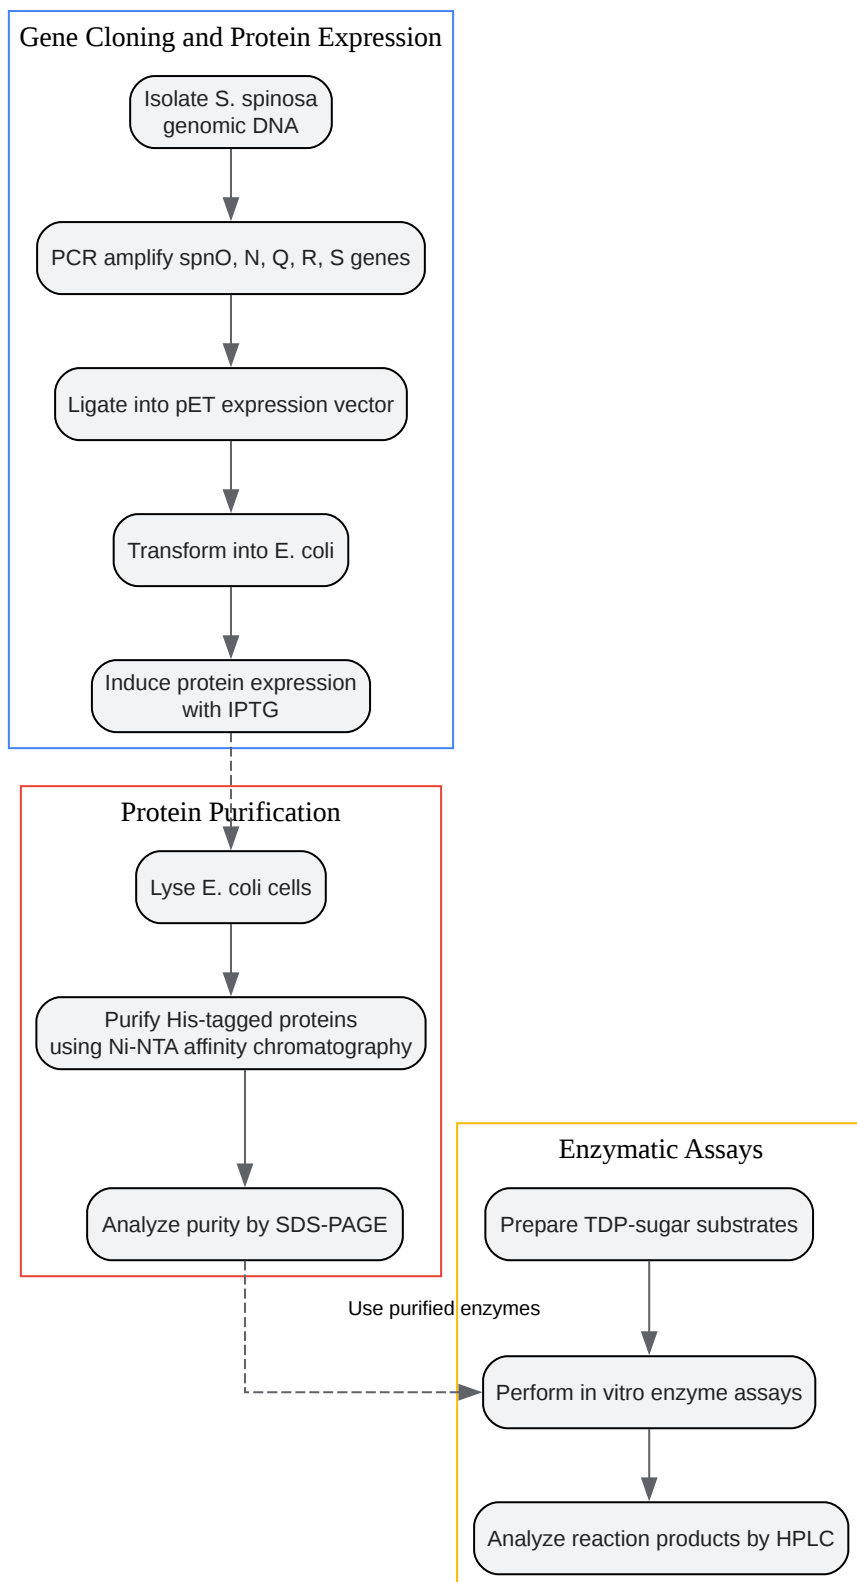 Gene Cloning and Protein Expression
Isolate S. spinosa
genomic DNA
PCR amplify spnO, N, Q, R, S genes
Ligate into pET expression vector
Transform into E. coli
Induce protein expression
with IPTG
Protein Purification
Lyse E. coli cells
Purify His-tagged proteins
using Ni-NTA affinity chromatography
Analyze purity by SDS-PAGE
Use purified enzymes
Enzymatic Assays
Prepare TDP-sugar substrates
Perform in vitro enzyme assays
Analyze reaction products by HPLC